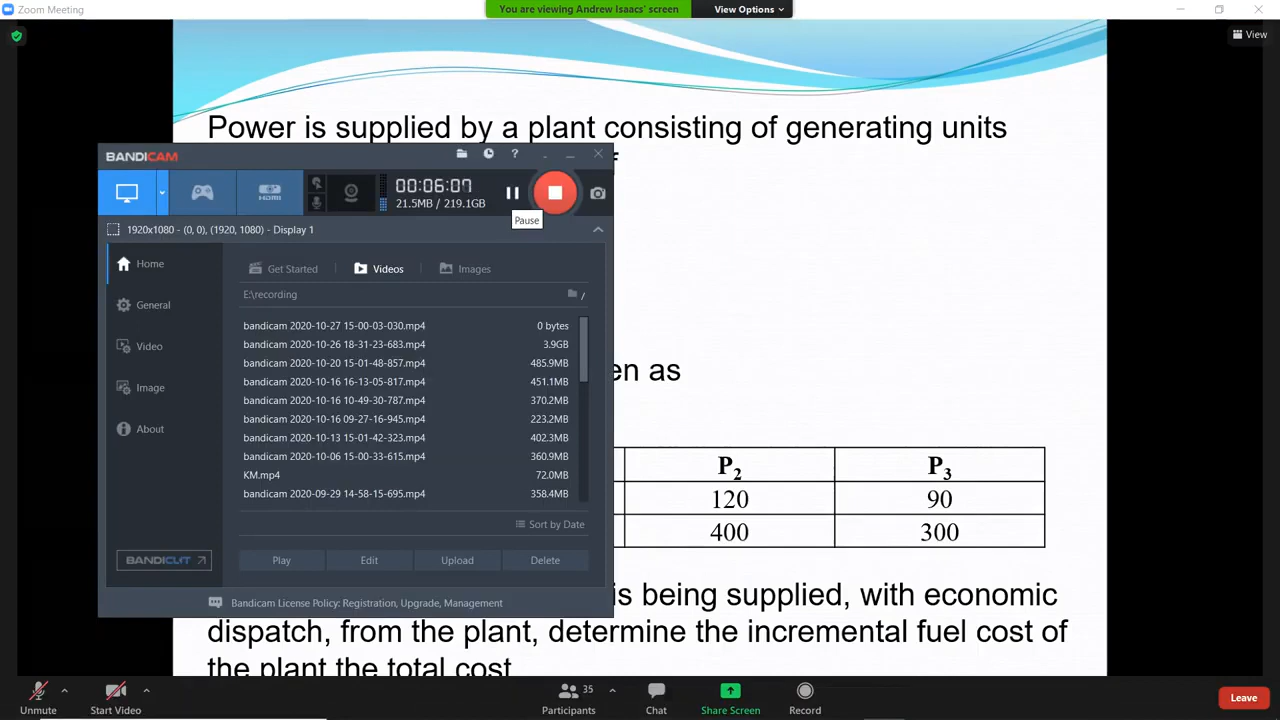 Zoom Meeting
You are viewing Andrew Isaacs' screen
View Options
View
Power is supplied by a plant consisting of generating units
BANDICAM
?
HDMI
00:06:07
21.5MB / 219.1GB
Pause
1920x1080 - (0, 0), (1920, 1080) - Display 1
Home
General
Video
Image
About
Get Started
Videos
Images
E:\recording
bandicam 2020-10-27 15-00-03-030.mp4 0 bytes
bandicam 2020-10-26 18-31-23-683.mp4 3.9GB
bandicam 2020-10-20 15-01-48-857.mp4 485.9MB
bandicam 2020-10-16 16-13-05-817.mp4 451.1MB
bandicam 2020-10-16 10-49-30-787.mp4 370.2MB
bandicam 2020-10-16 09-27-16-945.mp4 223.2MB
bandicam 2020-10-13 15-01-42-323.mp4 402.3MB
bandicam 2020-10-06 15-00-33-615.mp4 360.9MB
KM.mp4 72.0MB
bandicam 2020-09-29 14-58-15-695.mp4 358.4MB
Sort by Date
BANDICUT
Play
Edit
Upload
Delete
Bandicam License Policy: Registration, Upgrade, Management
en as
P2 P3
120 90
400 300
is being supplied, with economic
dispatch, from the plant, determine the incremental fuel cost of
the plant the total cost
Unmute
Start Video
35
Participants
Chat
Share Screen
Record
Leave